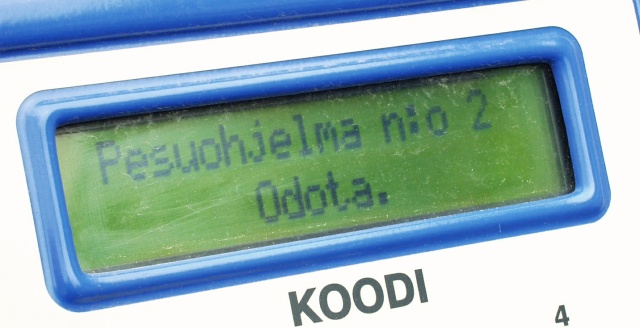 Pesuohjelma n:o 2
Odota.
KOODI
4